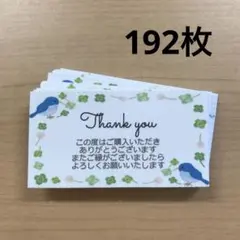 192枚
Thank you
この度はご購入いただき
ありがとうございます
またご縁がございましたら
よろしくお願いいたします